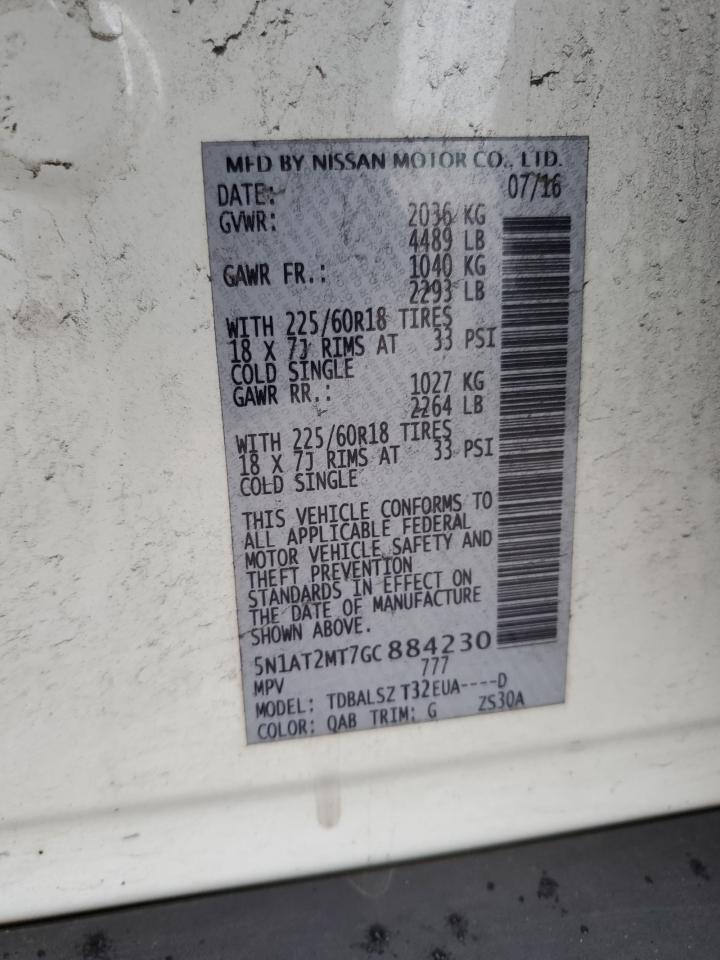 MFD BY NISSAN MOTOR CO., LTD.
DATE: 07/16
GVWR: 2036 KG
4489 LB
GAWR FR.: 1040 KG
2293 LB
WITH 225/60R18 TIRES
18 X 7J RIMS AT 33 PSI
COLD SINGLE
GAWR RR.: 1027 KG
2264 LB
WITH 225/60R18 TIRES
18 X 7J RIMS AT 33 PSI
COLD SINGLE
THIS VEHICLE CONFORMS TO
ALL APPLICABLE FEDERAL
MOTOR VEHICLE SAFETY AND
THEFT PREVENTION
STANDARDS IN EFFECT ON
THE DATE OF MANUFACTURE
SHOWN ABOVE.
5N1AT2MT7GC884230
MPV 777
MODEL: TDBALSZ T32EUA----D
COLOR: QAB TRIM: G ZS30A